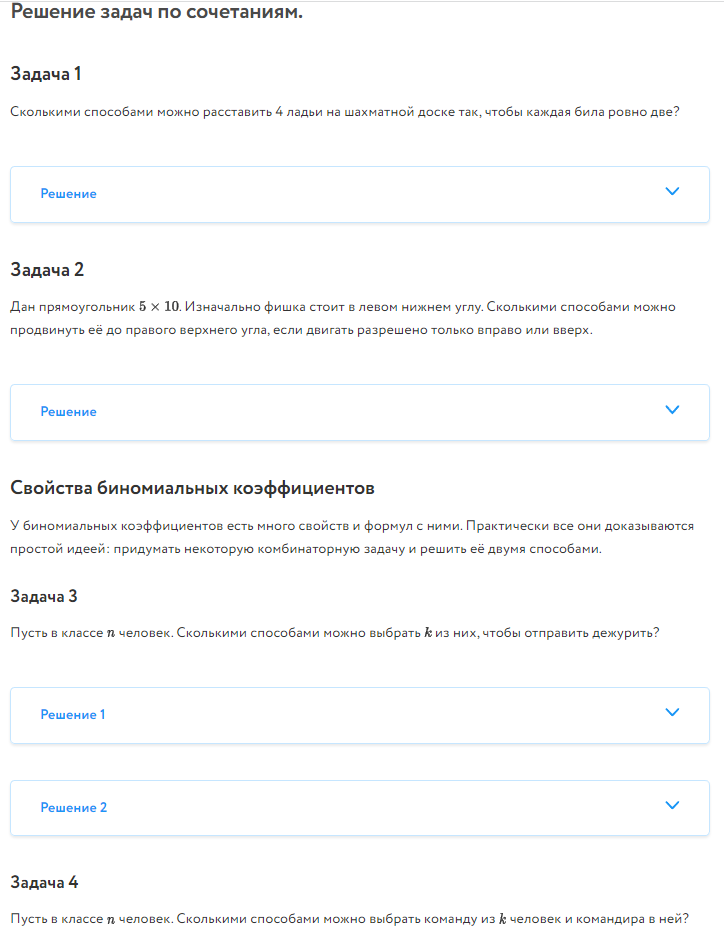 Решение задач по сочетаниям.
Задача 1
Сколькими способами можно расставить 4 ладьи на шахматной доске так, чтобы каждая била ровно две?
Решение
Задача 2
Дан прямоугольник 5 × 10. Изначально фишка стоит в левом нижнем углу. Сколькими способами можно
продвинуть её до правого верхнего угла, если двигать разрешено только вправо или вверх.
Решение
Свойства биномиальных коэффициентов
У биномиальных коэффициентов есть много свойств и формул с ними. Практически все они доказываются
простой идеей: придумать некоторую комбинаторную задачу и решить её двумя способами.
Задача 3
Пусть в классе n человек. Сколькими способами можно выбрать k из них, чтобы отправить дежурить?
Решение 1
Решение 2
Задача 4
Пусть в классе n человек. Сколькими способами можно выбрать команду из k человек и командира в ней?